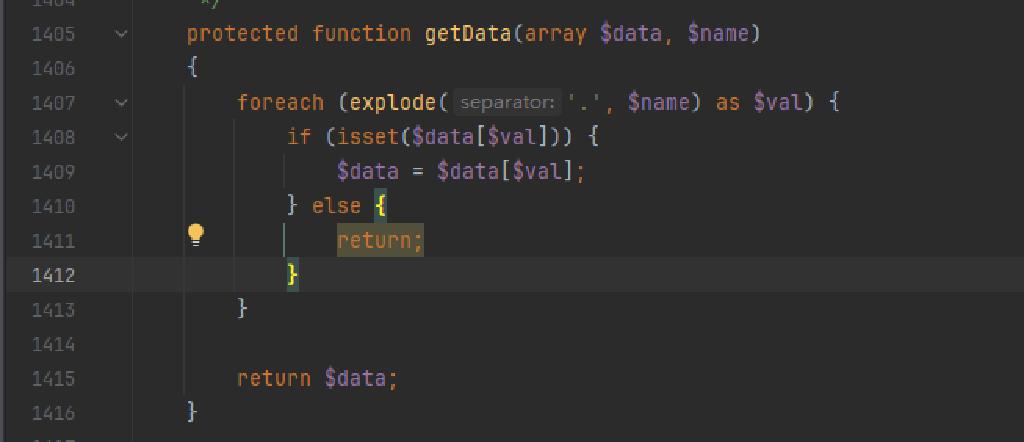 */
1405 protected function getData(array $data, $name)
1406 {
1407 foreach (explode( separator: '.', $name) as $val) {
1408 if (isset($data[$val])) {
1409 $data = $data[$val];
1410 } else {
1411 return;
1412 }
1413 }
1414
1415 return $data;
1416 }